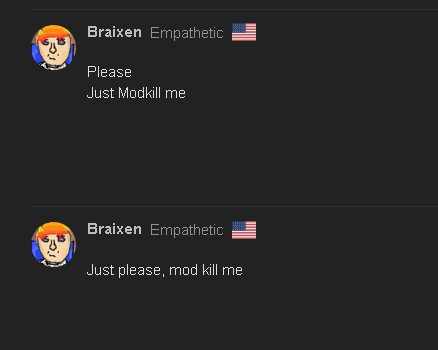 Braixen Empathetic
Please
Just Modkill me
Braixen Empathetic
Just please, mod kill me